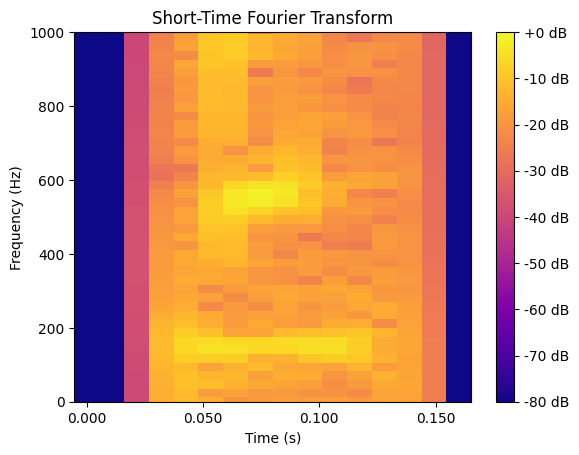 Short-Time Fourier Transform
Frequency (Hz)
1000
800
600
400
200
0
0.000
0.050
0.100
0.150
Time (s)
+0 dB
-10 dB
-20 dB
-30 dB
-40 dB
-50 dB
-60 dB
-70 dB
-80 dB